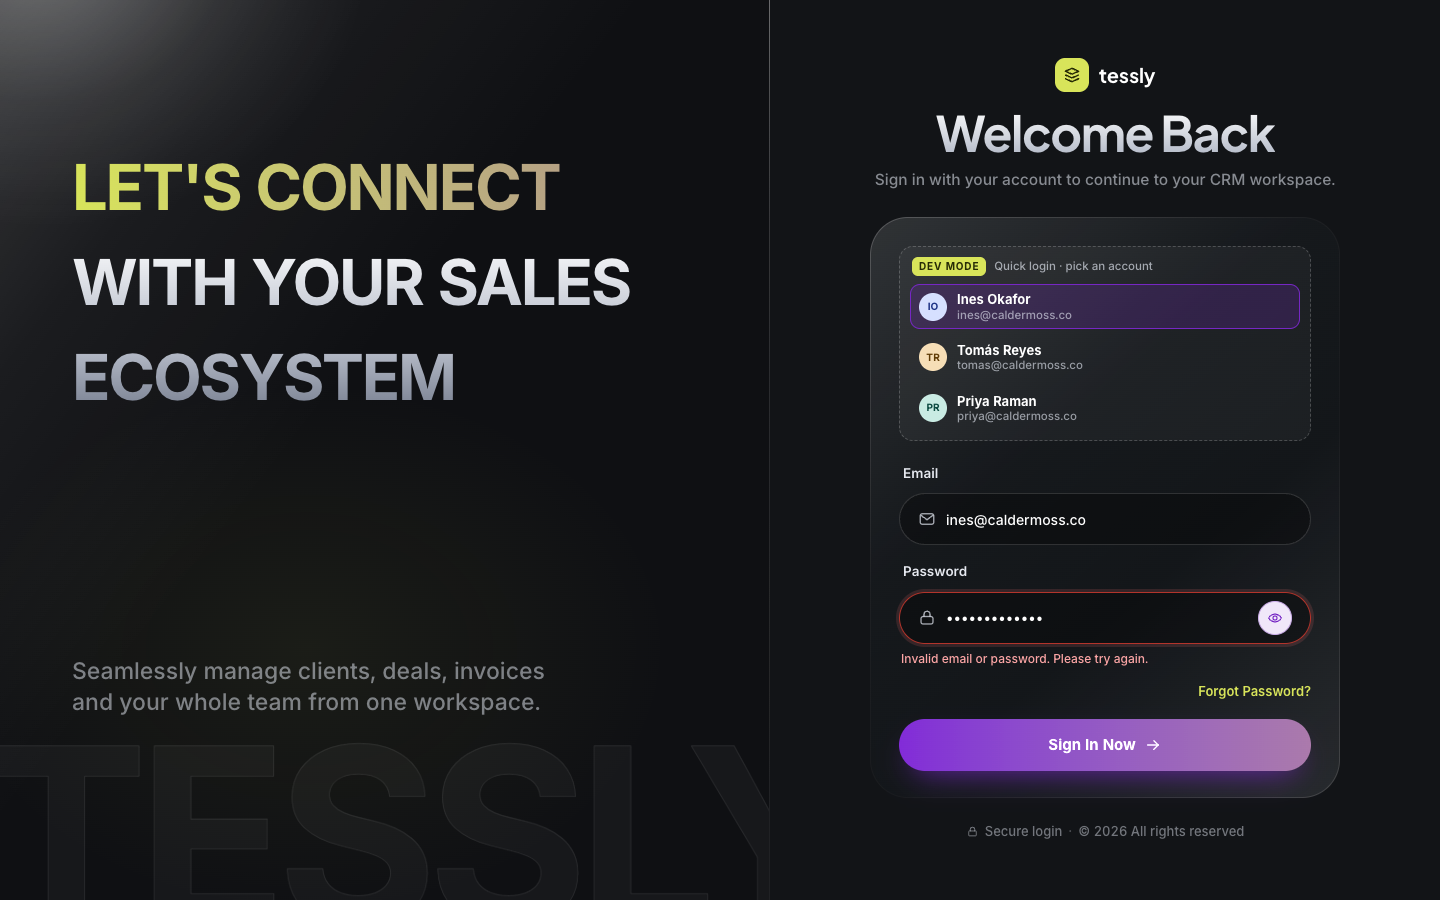 LET'S CONNECT
WITH YOUR SALES
ECOSYSTEM
Seamlessly manage clients, deals, invoices
and your whole team from one workspace.
TESSLY
tessly
Welcome Back
Sign in with your account to continue to your CRM workspace.
DEV MODE Quick login · pick an account
IO Ines Okafor
ines@caldermoss.co
TR Tomás Reyes
tomas@caldermoss.co
PR Priya Raman
priya@caldermoss.co
Email
ines@caldermoss.co
Password
•••••••••••••
Invalid email or password. Please try again.
Forgot Password?
Sign In Now →
Secure login · © 2026 All rights reserved